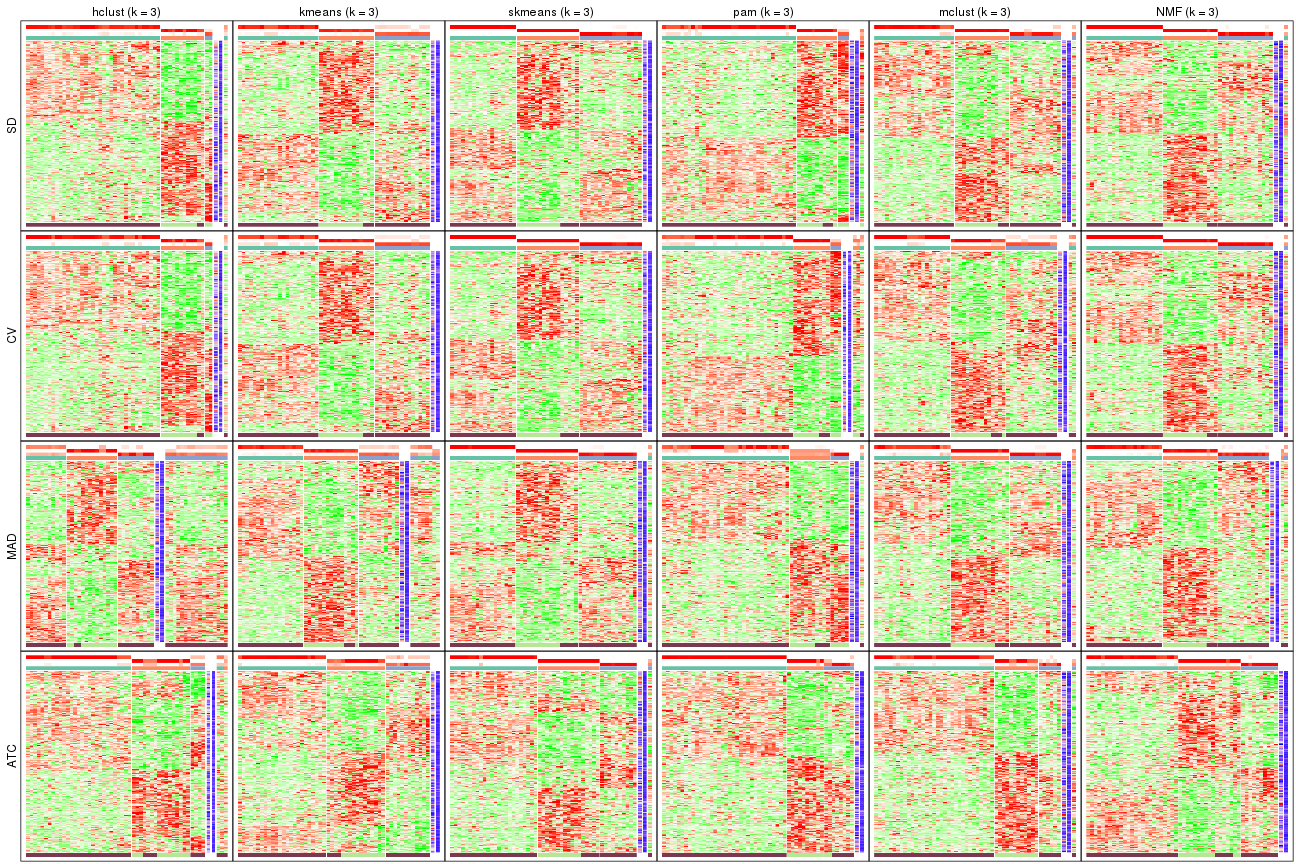 hclust (k = 3) kmeans (k = 3) skmeans (k = 3) pam (k = 3) mclust (k = 3) NMF (k = 3)
SD
CV
MAD
ATC